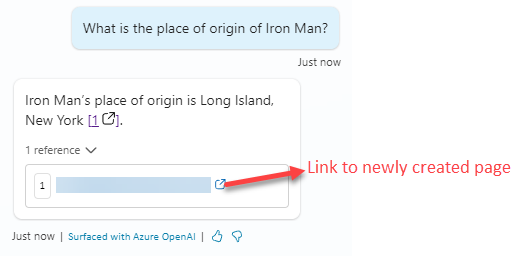 What is the place of origin of Iron Man?
Just now
Iron Man's place of origin is Long Island,
New York [1].
1 reference
1
Link to newly created page
Just now | Surfaced with Azure OpenAI |